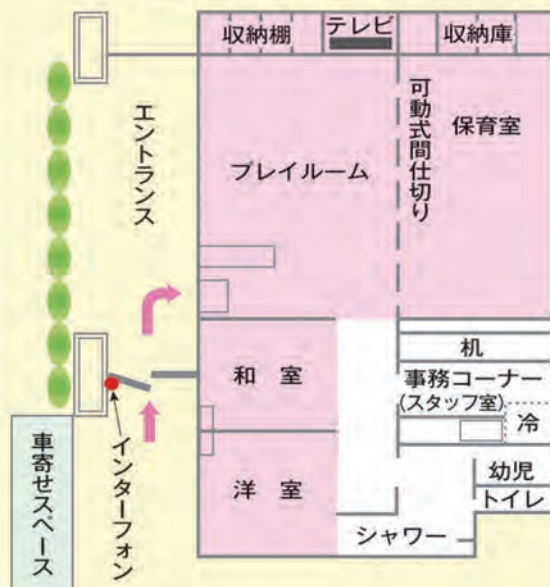 収納棚
テレビ
収納庫
エントランス
プレイルーム
可動式間仕切り
保育室
和 室
机
事務コーナー
(スタッフ室)
冷
洋 室
幼児
トイレ
シャワー
インターフォン
車寄せスペース